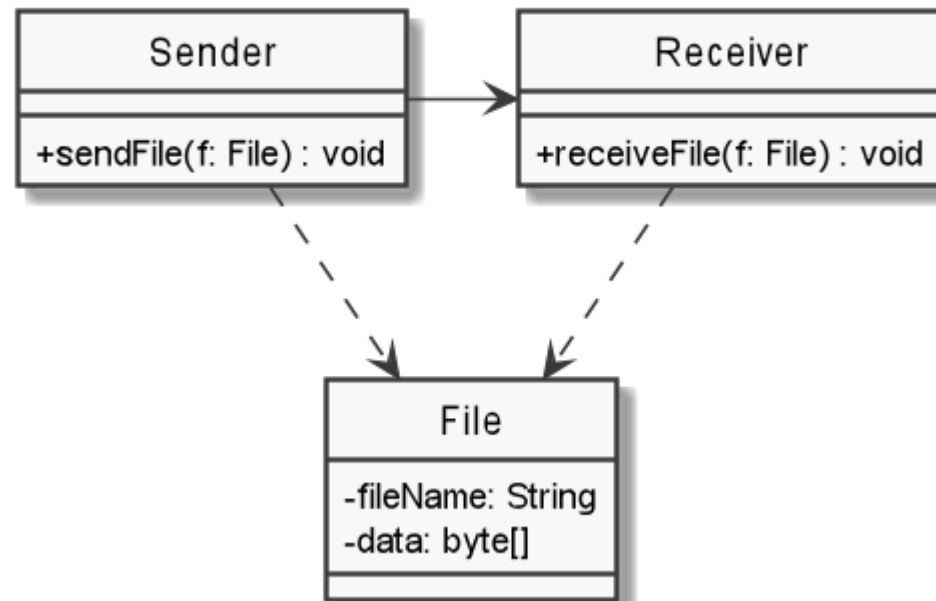 Sender
+sendFile(f: File) : void
Receiver
+receiveFile(f: File) : void
File
-fileName: String
-data: byte[]